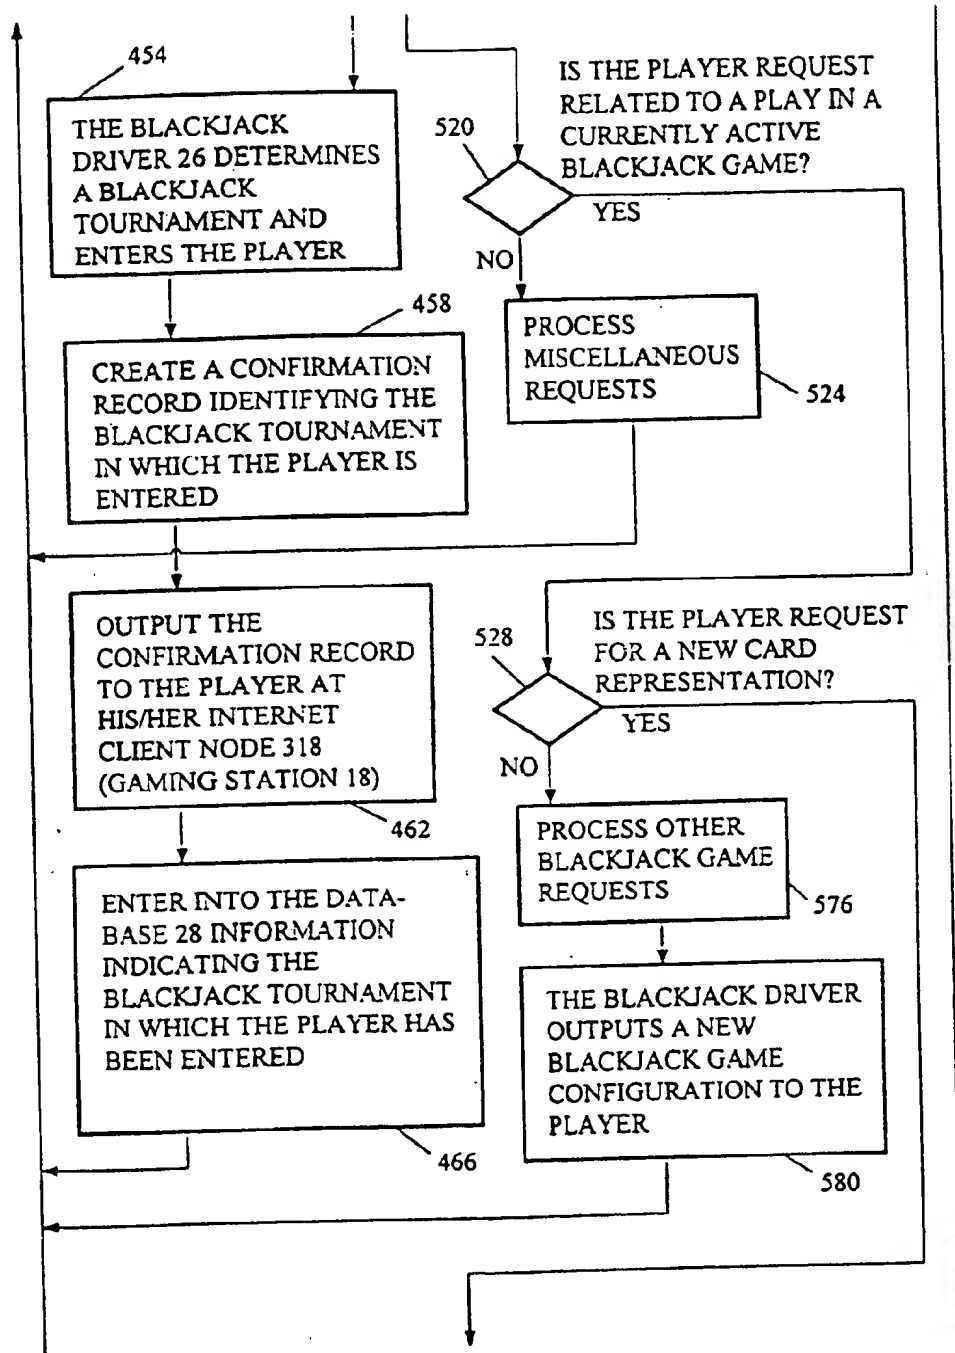 454
THE BLACKJACK
DRIVER 26 DETERMINES
A BLACKJACK
TOURNAMENT AND
ENTERS THE PLAYER
458
CREATE A CONFIRMATION
RECORD IDENTIFYING THE
BLACKJACK TOURNAMENT
IN WHICH THE PLAYER IS
ENTERED
OUTPUT THE
CONFIRMATION RECORD
TO THE PLAYER AT
HIS/HER INTERNET
CLIENT NODE 318
(GAMING STATION 18)
462
ENTER INTO THE DATA-
BASE 28 INFORMATION
INDICATING THE
BLACKJACK TOURNAMENT
IN WHICH THE PLAYER HAS
BEEN ENTERED
466
IS THE PLAYER REQUEST
RELATED TO A PLAY IN A
CURRENTLY ACTIVE
BLACKJACK GAME?
520
YES
NO
PROCESS
MISCELLANEOUS
REQUESTS
524
IS THE PLAYER REQUEST
FOR A NEW CARD
REPRESENTATION?
528
YES
NO
PROCESS OTHER
BLACKJACK GAME
REQUESTS
576
THE BLACKJACK DRIVER
OUTPUTS A NEW
BLACKJACK GAME
CONFIGURATION TO THE
PLAYER
580